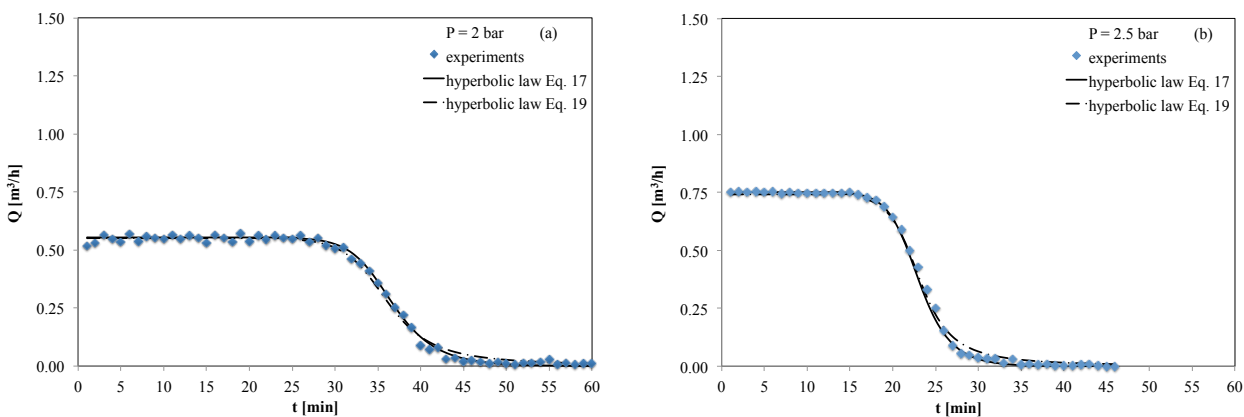 1.50
P = 2 bar (a)
experiments
hyperbolic law Eq. 17
hyperbolic law Eq. 19
1.25
1.00
0.75
0.50
0.25
0.00
Q [m³/h]
0 5 10 15 20 25 30 35 40 45 50 55 60
t [min]
1.50
P = 2.5 bar (b)
experiments
hyperbolic law Eq. 17
hyperbolic law Eq. 19
1.25
1.00
0.75
0.50
0.25
0.00
Q [m³/h]
0 5 10 15 20 25 30 35 40 45 50 55 60
t [min]